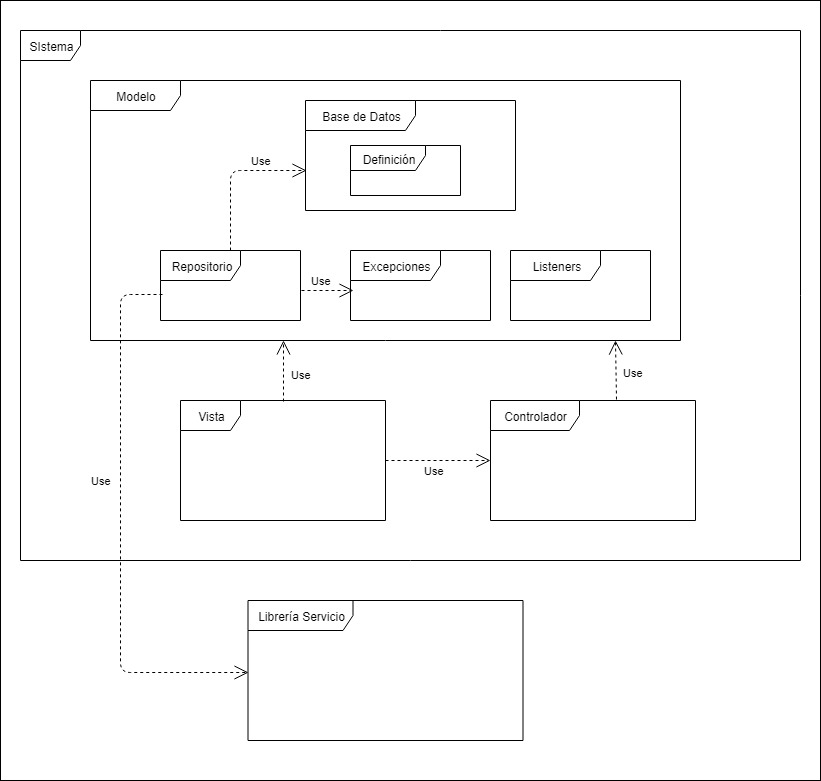 SIstema
Modelo
Base de Datos
Definición
Use
Repositorio
Use
Excepciones
Listeners
Use
Use
Vista
Controlador
Use
Use
Librería Servicio